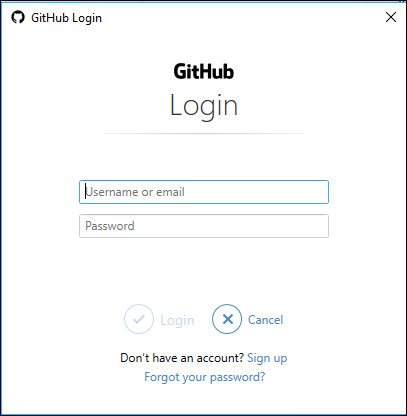 GitHub Login
GitHub
Login
Username or email
Password
Login Cancel
Don't have an account? Sign up
Forgot your password?